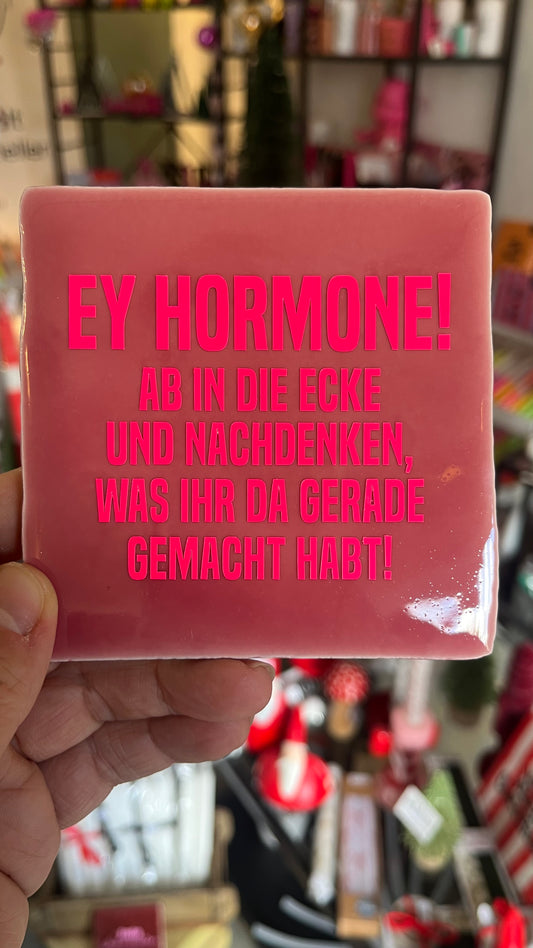 EY HORMONE!
AB IN DIE ECKE
UND NACHDENKEN,
WAS IHR DA GERADE
GEMACHT HABT!